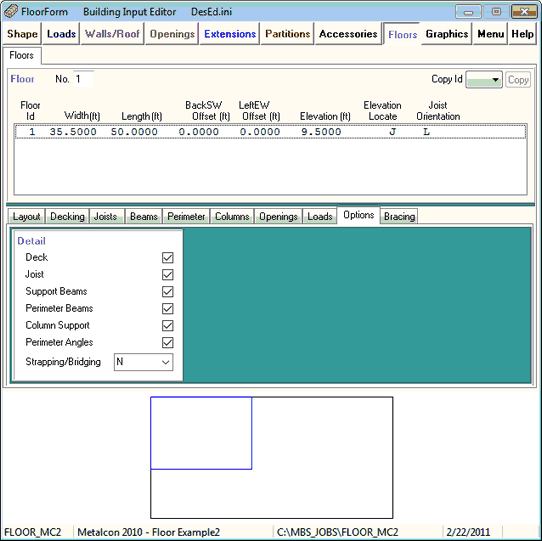 FloorForm Building Input Editor DesEd.ini
Shape Loads Walls/Roof Openings Extensions Partitions Accessories Floors Graphics Menu Help
Floors
Floor No. 1 Copy Id Copy
Floor Id Width(ft) Length(ft) BackSW Offset (ft) LeftEW Offset (ft) Elevation (ft) Elevation Locate Joist Orientation
1 35.5000 50.0000 0.0000 0.0000 9.5000 J L
Layout Decking Joists Beams Perimeter Columns Openings Loads Options Bracing
Detail
Deck
Joist
Support Beams
Perimeter Beams
Column Support
Perimeter Angles
Strapping/Bridging N
FLOOR_MC2 Metalcon 2010 - Floor Example2 C:\MBS_JOBS\FLOOR_MC2 2/22/2011